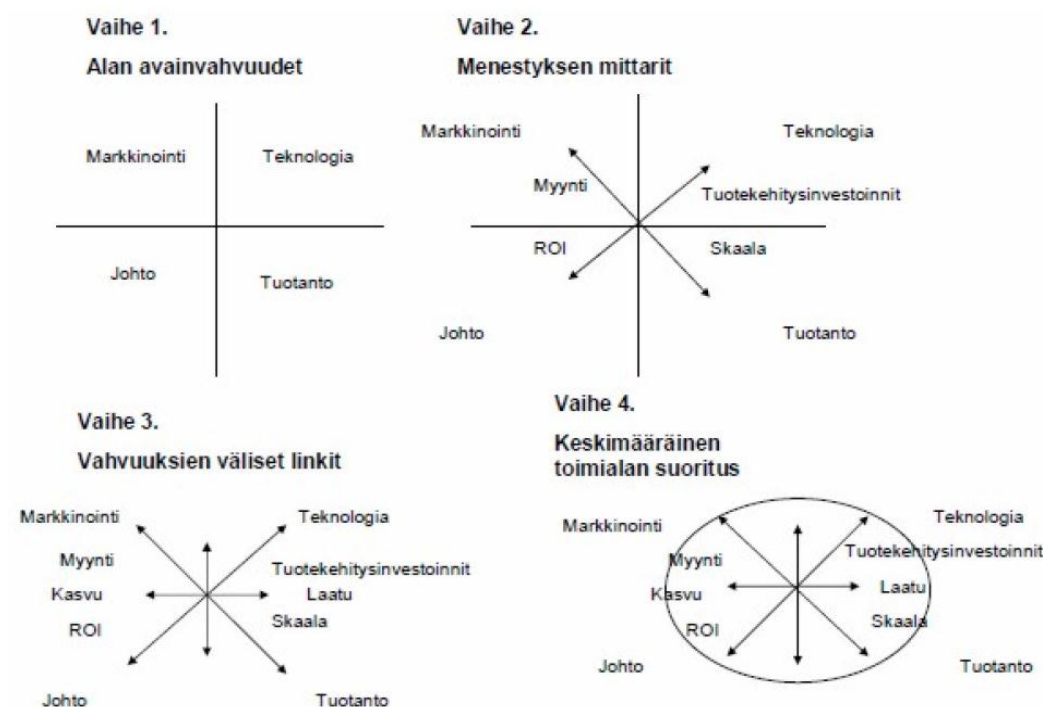 Vaihe 1.
Alan avainvahvuudet
Markkinointi
Teknologia
Johto
Tuotanto
Vaihe 2.
Menestyksen mittarit
Markkinointi
Teknologia
Myynti
Tuotekehitysinvestoinnit
ROI
Skaala
Johto
Tuotanto
Vaihe 3.
Vahvuuksien väliset linkit
Markkinointi
Teknologia
Myynti
Tuotekehitysinvestoinnit
Kasvu
Laatu
ROI
Skaala
Johto
Tuotanto
Vaihe 4.
Keskimääräinen
toimialan suoritus
Markkinointi
Teknologia
Myynti
Tuotekehitysinvestoinnit
Kasvu
Laatu
ROI
Skaala
Johto
Tuotanto